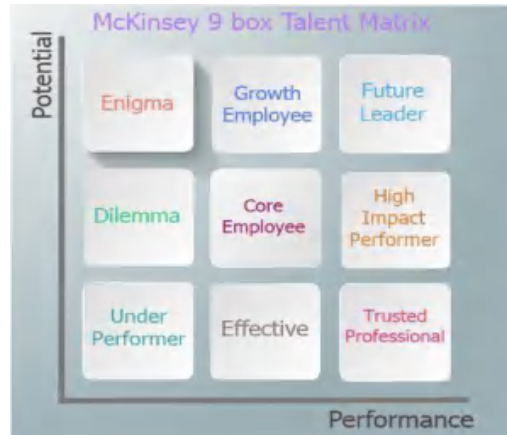 McKinsey 9 box Talent Matrix
Potential
Enigma
Growth
Employee
Future
Leader
Dilemma
Core
Employee
High
Impact
Performer
Under
Performer
Effective
Trusted
Professional
Performance